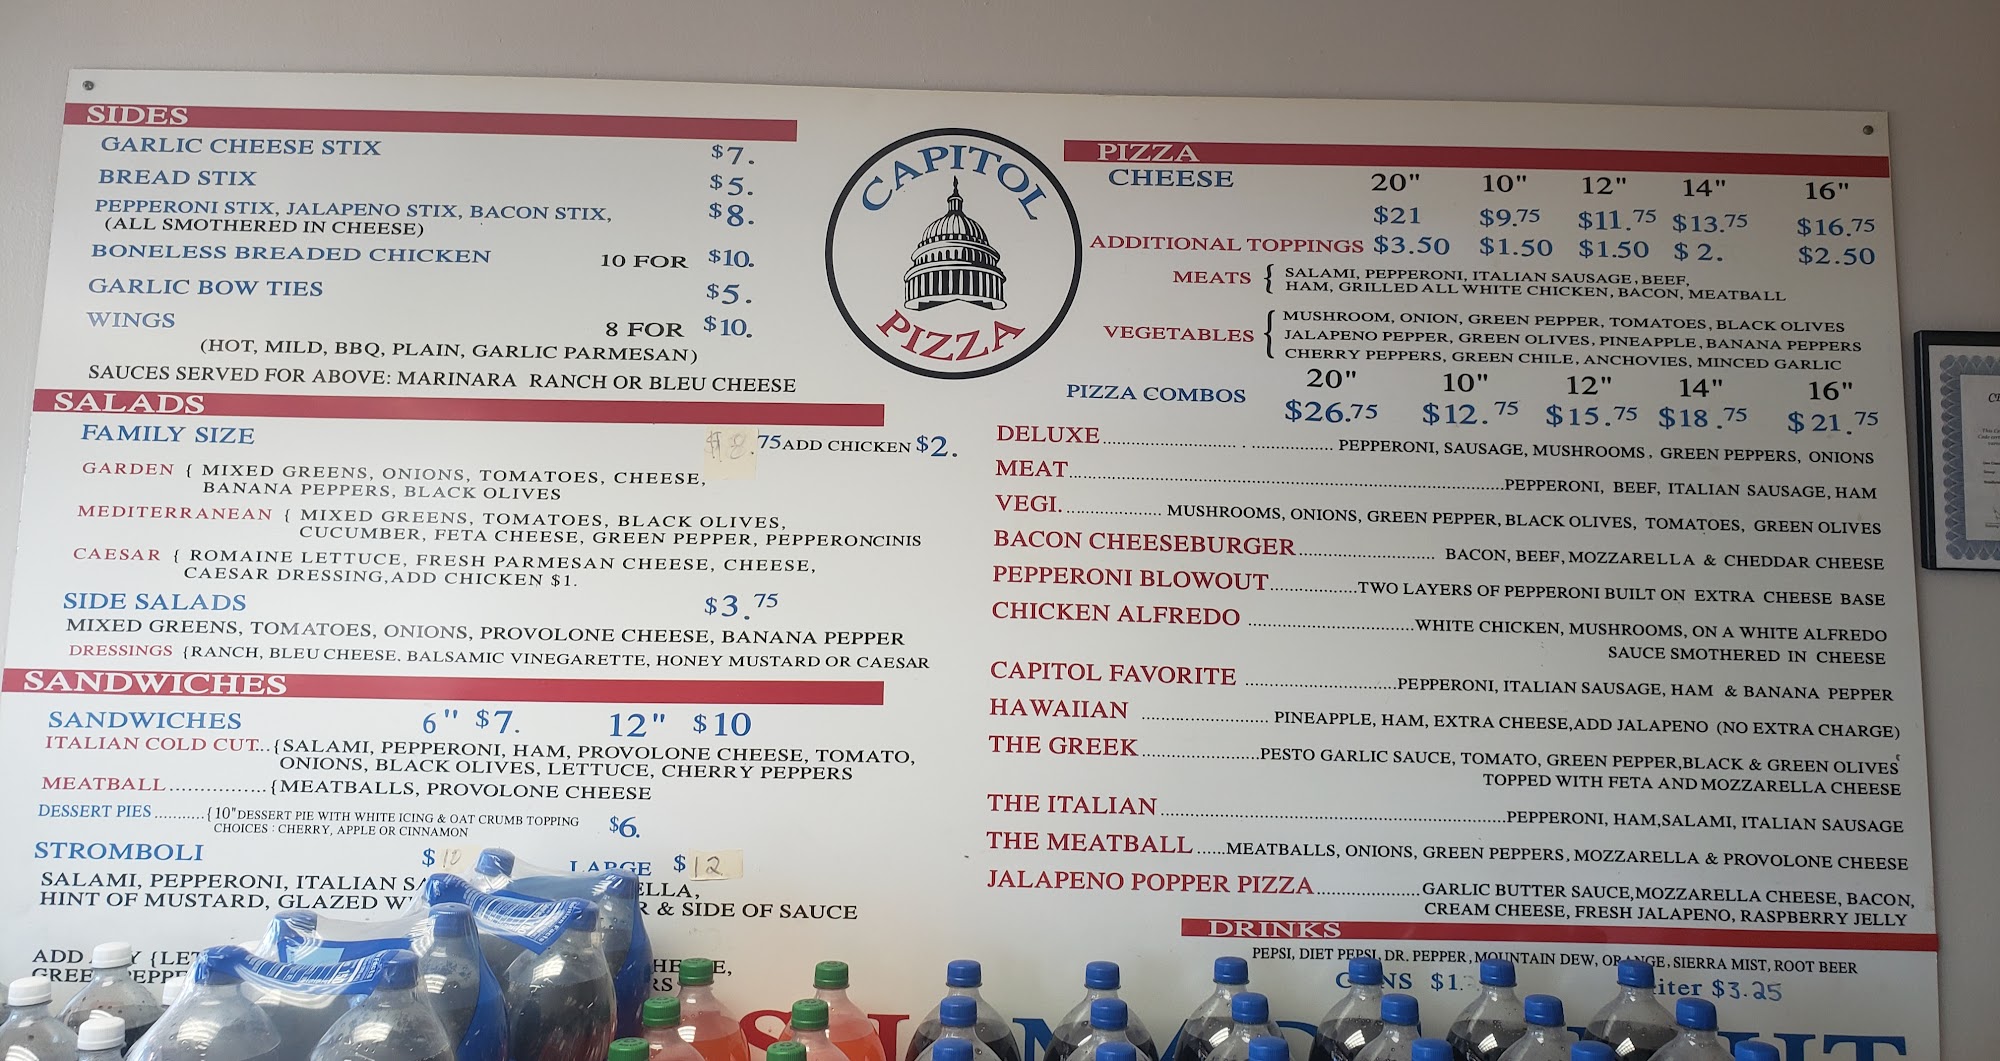 SIDES
GARLIC CHEESE STIX $7.
BREAD STIX $5.
PEPPERONI STIX, JALAPENO STIX, BACON STIX, $8.
(ALL SMOTHERED IN CHEESE)
BONELESS BREADED CHICKEN 10 FOR $10.
GARLIC BOW TIES $5.
WINGS 8 FOR $10.
(HOT, MILD, BBQ, PLAIN, GARLIC PARMESAN)
SAUCES SERVED FOR ABOVE: MARINARA RANCH OR BLEU CHEESE
SALADS
FAMILY SIZE $8.75 ADD CHICKEN $2.
GARDEN { MIXED GREENS, ONIONS, TOMATOES, CHEESE,
BANANA PEPPERS, BLACK OLIVES
MEDITERRANEAN { MIXED GREENS, TOMATOES, BLACK OLIVES,
CUCUMBER, FETA CHEESE, GREEN PEPPER, PEPPERONCINIS
CAESAR { ROMAINE LETTUCE, FRESH PARMESAN CHEESE, CHEESE,
CAESAR DRESSING, ADD CHICKEN $1.
SIDE SALADS $3.75
MIXED GREENS, TOMATOES, ONIONS, PROVOLONE CHEESE, BANANA PEPPER
DRESSINGS {RANCH, BLEU CHEESE. BALSAMIC VINEGARETTE, HONEY MUSTARD OR CAESAR
SANDWICHES
SANDWICHES 6" $7. 12" $10
ITALIAN COLD CUT...{SALAMI, PEPPERONI, HAM, PROVOLONE CHEESE, TOMATO,
ONIONS, BLACK OLIVES, LETTUCE, CHERRY PEPPERS
MEATBALL................{MEATBALLS, PROVOLONE CHEESE
DESSERT PIES ..........{10" DESSERT PIE WITH WHITE ICING & OAT CRUMB TOPPING $6.
CHOICES : CHERRY, APPLE OR CINNAMON
STROMBOLI $10 LARGE $12
SALAMI, PEPPERONI, ITALIAN SA ELLA,
HINT OF MUSTARD, GLAZED W R & SIDE OF SAUCE
ADD {LET HEESE,
GREE PEPPE RS
CAPITOL
PIZZA
PIZZA
CHEESE 20" 10" 12" 14" 16"
$21 $9.75 $11.75 $13.75 $16.75
ADDITIONAL TOPPINGS $3.50 $1.50 $1.50 $2. $2.50
MEATS { SALAMI, PEPPERONI, ITALIAN SAUSAGE, BEEF,
HAM, GRILLED ALL WHITE CHICKEN, BACON, MEATBALL
VEGETABLES { MUSHROOM, ONION, GREEN PEPPER, TOMATOES, BLACK OLIVES
JALAPENO PEPPER, GREEN OLIVES, PINEAPPLE, BANANA PEPPERS
CHERRY PEPPERS, GREEN CHILE, ANCHOVIES, MINCED GARLIC
20" 10" 12" 14" 16"
PIZZA COMBOS $26.75 $12.75 $15.75 $18.75 $21.75
DELUXE........................ PEPPERONI, SAUSAGE, MUSHROOMS, GREEN PEPPERS, ONIONS
MEAT........................PEPPERONI, BEEF, ITALIAN SAUSAGE, HAM
VEGI................... MUSHROOMS, ONIONS, GREEN PEPPER, BLACK OLIVES, TOMATOES, GREEN OLIVES
BACON CHEESEBURGER........................ BACON, BEEF, MOZZARELLA & CHEDDAR CHEESE
PEPPERONI BLOWOUT................TWO LAYERS OF PEPPERONI BUILT ON EXTRA CHEESE BASE
CHICKEN ALFREDO ........................WHITE CHICKEN, MUSHROOMS, ON A WHITE ALFREDO
SAUCE SMOTHERED IN CHEESE
CAPITOL FAVORITE ........................PEPPERONI, ITALIAN SAUSAGE, HAM & BANANA PEPPER
HAWAIIAN ........................ PINEAPPLE, HAM, EXTRA CHEESE, ADD JALAPENO (NO EXTRA CHARGE)
THE GREEK......................PESTO GARLIC SAUCE, TOMATO, GREEN PEPPER, BLACK & GREEN OLIVES
TOPPED WITH FETA AND MOZZARELLA CHEESE
THE ITALIAN........................PEPPERONI, HAM, SALAMI, ITALIAN SAUSAGE
THE MEATBALL ......MEATBALLS, ONIONS, GREEN PEPPERS, MOZZARELLA & PROVOLONE CHEESE
JALAPENO POPPER PIZZA..................GARLIC BUTTER SAUCE, MOZZARELLA CHEESE, BACON,
CREAM CHEESE, FRESH JALAPENO, RASPBERRY JELLY
DRINKS
PEPSI, DIET PEPSI, DR. PEPPER, MOUNTAIN DEW, ORANGE, SIERRA MIST, ROOT BEER
CANS $1. iter $3.25